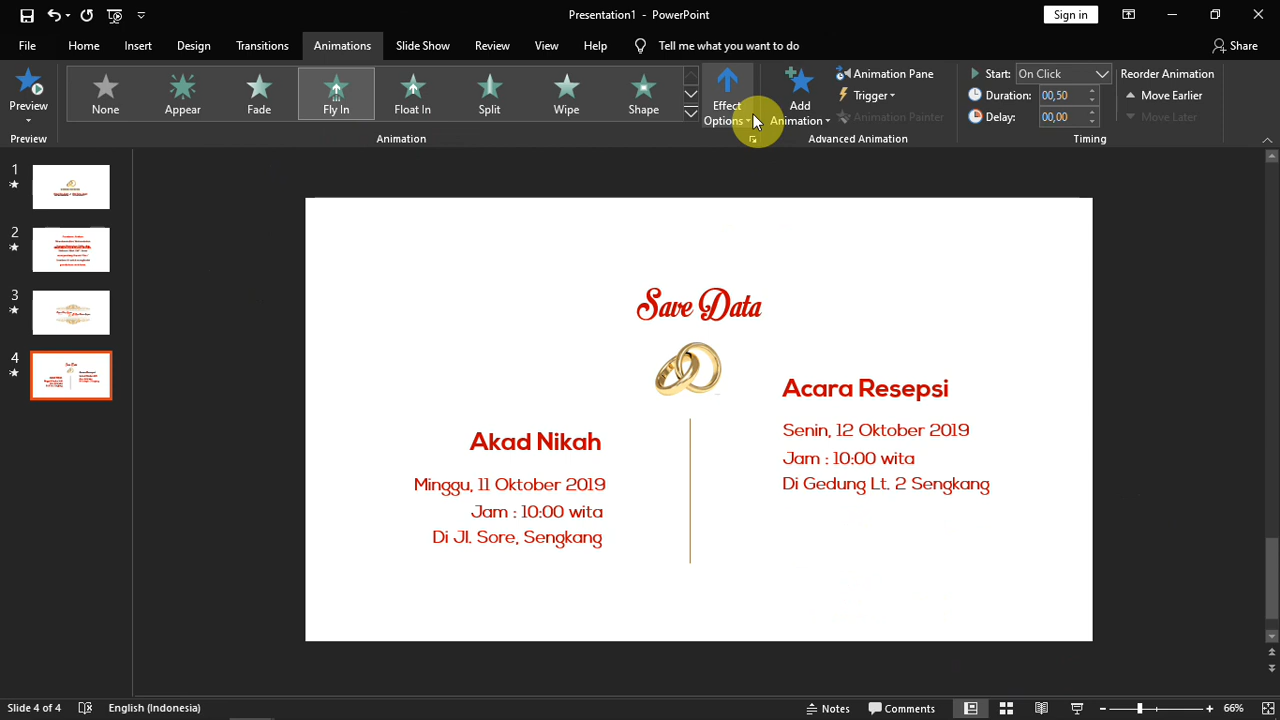 Presentation1 - PowerPoint
Sign in
File Home Insert Design Transitions Animations Slide Show Review View Help Tell me what you want to do Share
Preview
None Appear Fade Fly In Float In Split Wipe Shape
Effect Options
Add Animation
Animation Pane
Trigger
Animation Painter
Start: On Click
Duration: 00,50
Delay: 00,00
Reorder Animation
Move Earlier
Move Later
Preview Animation Advanced Animation Timing
1
2
3
4
Save Data
Akad Nikah
Minggu, 11 Oktober 2019
Jam : 10:00 wita
Di Jl. Sore, Sengkang
Acara Resepsi
Senin, 12 Oktober 2019
Jam : 10:00 wita
Di Gedung Lt. 2 Sengkang
Slide 4 of 4 English (Indonesia) Notes Comments 66%